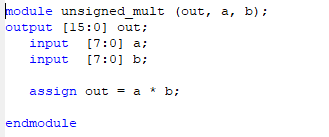 module unsigned_mult (out, a, b);
output [15:0] out;
input [7:0] a;
input [7:0] b;
assign out = a * b;
endmodule